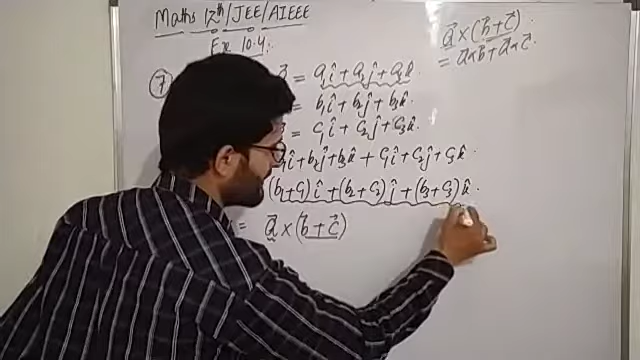 Maths 12th/JEE/AIEEE
Ex 10.4.
a⃗ × (b⃗ + c⃗).
= a⃗×b⃗ + a⃗×c⃗.
⑦ a⃗ = a₁î + a₂ĵ + a₃k̂.
= b₁î + b₂ĵ + b₃k̂.
= c₁î + c₂ĵ + c₃k̂.
b₁î + b₂ĵ + b₃k̂ + c₁î + c₂ĵ + c₃k̂.
(b₁+c₁)î + (b₂+c₂)ĵ + (b₃+c₃)k̂.
= a⃗ × (b⃗ + c⃗)